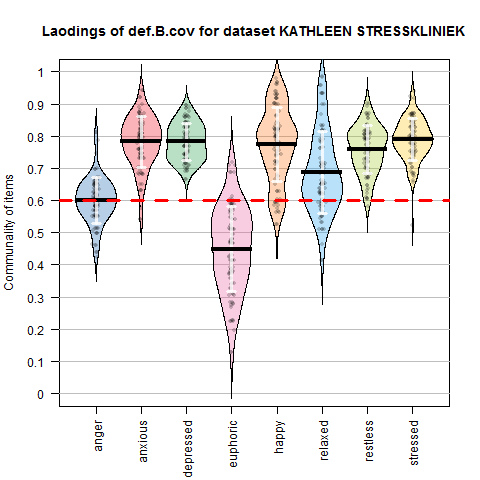 Laodings of def.B.cov for dataset KATHLEEN STRESSKLINIEK
Communality of items
1
0.9
0.8
0.7
0.6
0.5
0.4
0.3
0.2
0.1
0
anger
anxious
depressed
euphoric
happy
relaxed
restless
stressed